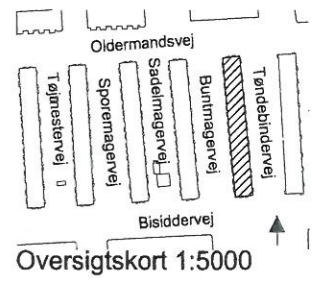 Oldermandsvej
Tøjmestervej
Sporemagervej
Sadelmagervej
Buntmagervej
Tøndebindervej
Bisiddervej
Oversigtskort 1:5000